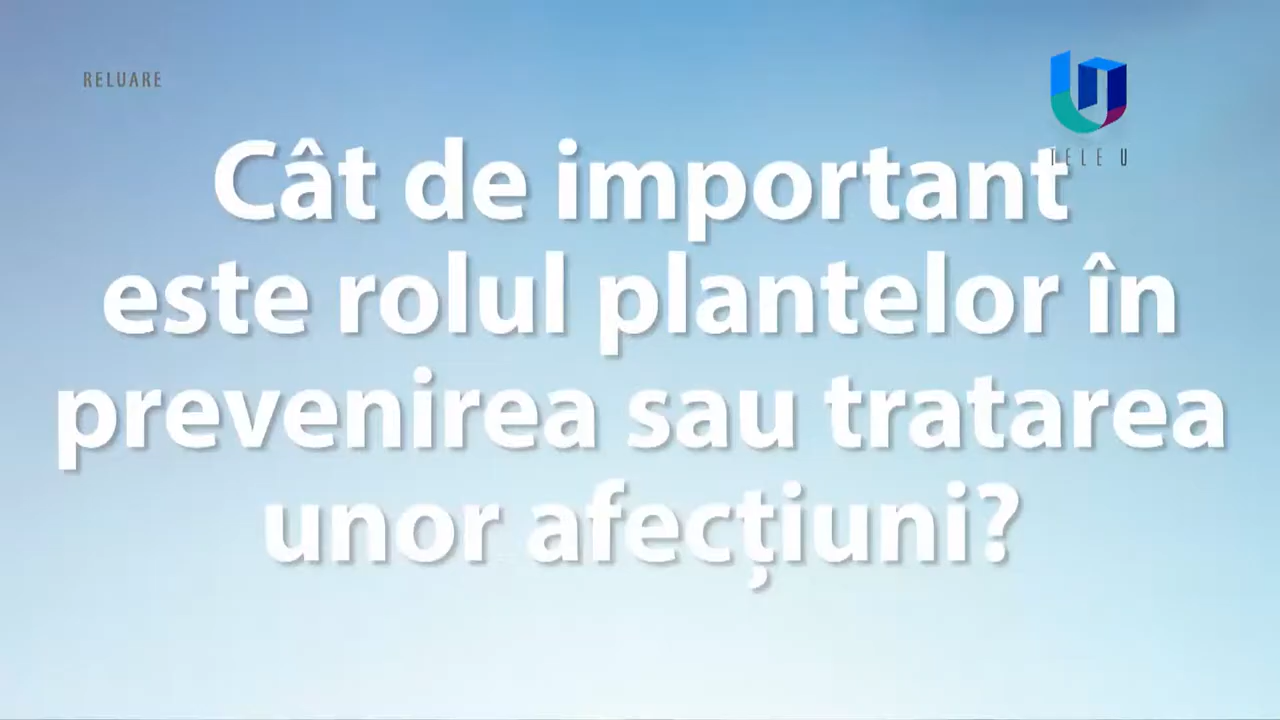 RELUARE
TELE U
Cât de important
este rolul plantelor în
prevenirea sau tratarea
unor afecțiuni?